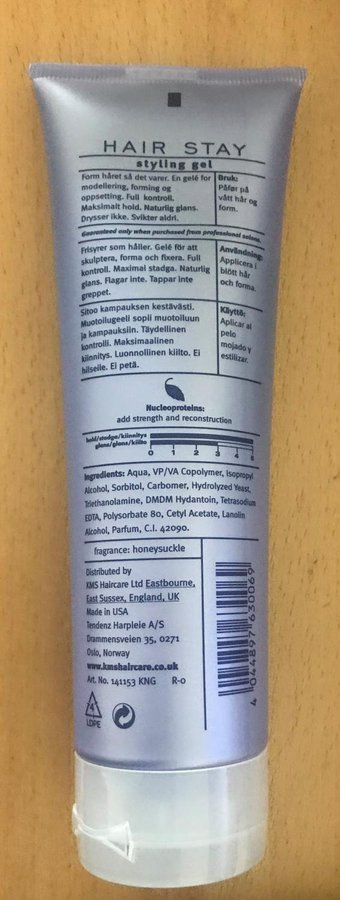 HAIR STAY
styling gel
Form håret så det varer. En gelé for
modellering, forming og
oppsetting. Full kontroll.
Maksimalt hold. Naturlig glans.
Drysser ikke. Svikter aldri.
Bruk:
Påfør på
vått hår og
form.
Guaranteed only when purchased from professional salons.
Frisyrer som håller. Gelé för att
skulptera, forma och fixera. Full
kontroll. Maximal stadga. Naturlig
glans. Flagar inte. Tappar inte
greppet.
Användning:
Applicera i
blött hår
och forma.
Sitoo kampauksen kestävästi.
Muotoilugeeli sopii muotoiluun
ja kampauksiin. Täydellinen
kontrolli. Maksimaalinen
kiinnitys. Luonnollinen kiilto. Ei
hilseile. Ei petä.
Käyttö:
Aplicar al
pelo
mojado y
estilizar.
Nucleoproteins:
add strength and reconstruction
hold/stadga/kiinnitys
glans/glans/kiilto
0 1 2 3 4 5
Ingredients: Aqua, VP/VA Copolymer, Isopropyl
Alcohol, Sorbitol, Carbomer, Hydrolyzed Yeast,
Triethanolamine, DMDM Hydantoin, Tetrasodium
EDTA, Polysorbate 80, Cetyl Acetate, Lanolin
Alcohol, Parfum, C.I. 42090.
fragrance: honeysuckle
Distributed by
KMS Haircare Ltd Eastbourne,
East Sussex, England, UK
Made in USA
Tendenz Harpleie A/S
Drammensveien 35, 0271
Oslo, Norway
www.kmshaircare.co.uk
Art. No. 141153 KNG R-0
4
LDPE
4 044897 630069